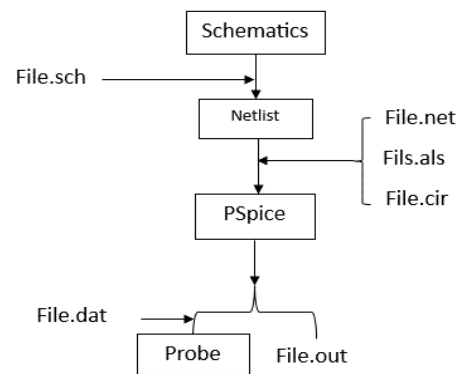 Schematics
File.sch
Netlist
File.net
Fils.als
File.cir
PSpice
File.dat
Probe
File.out